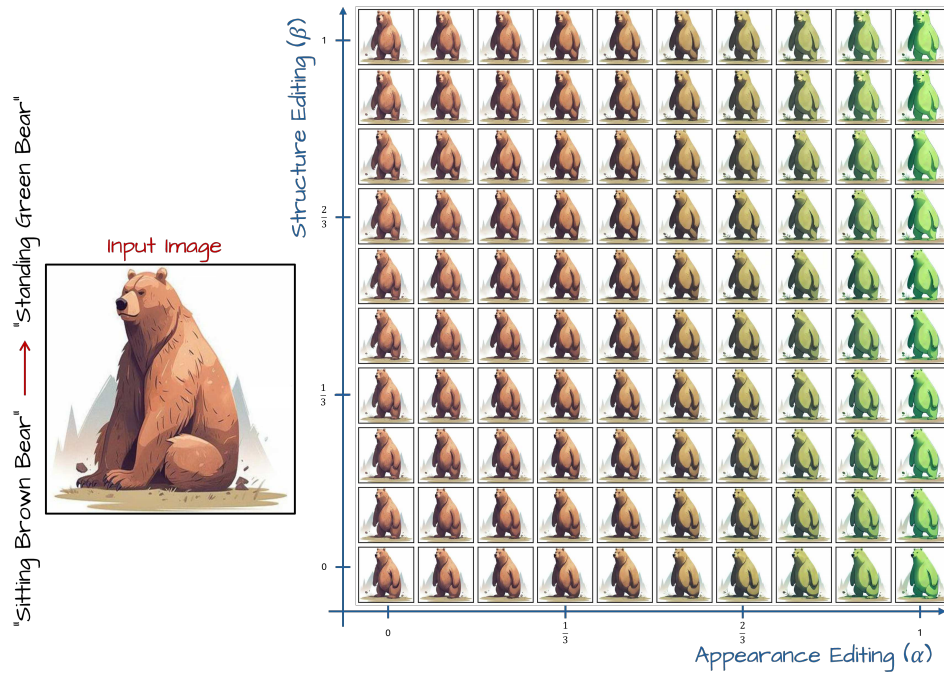 "Sitting Brown Bear" → "Standing Green Bear"
Input Image
Structure Editing (β)
1
2/3
1/3
0
0
1/3
2/3
1
Appearance Editing (α)